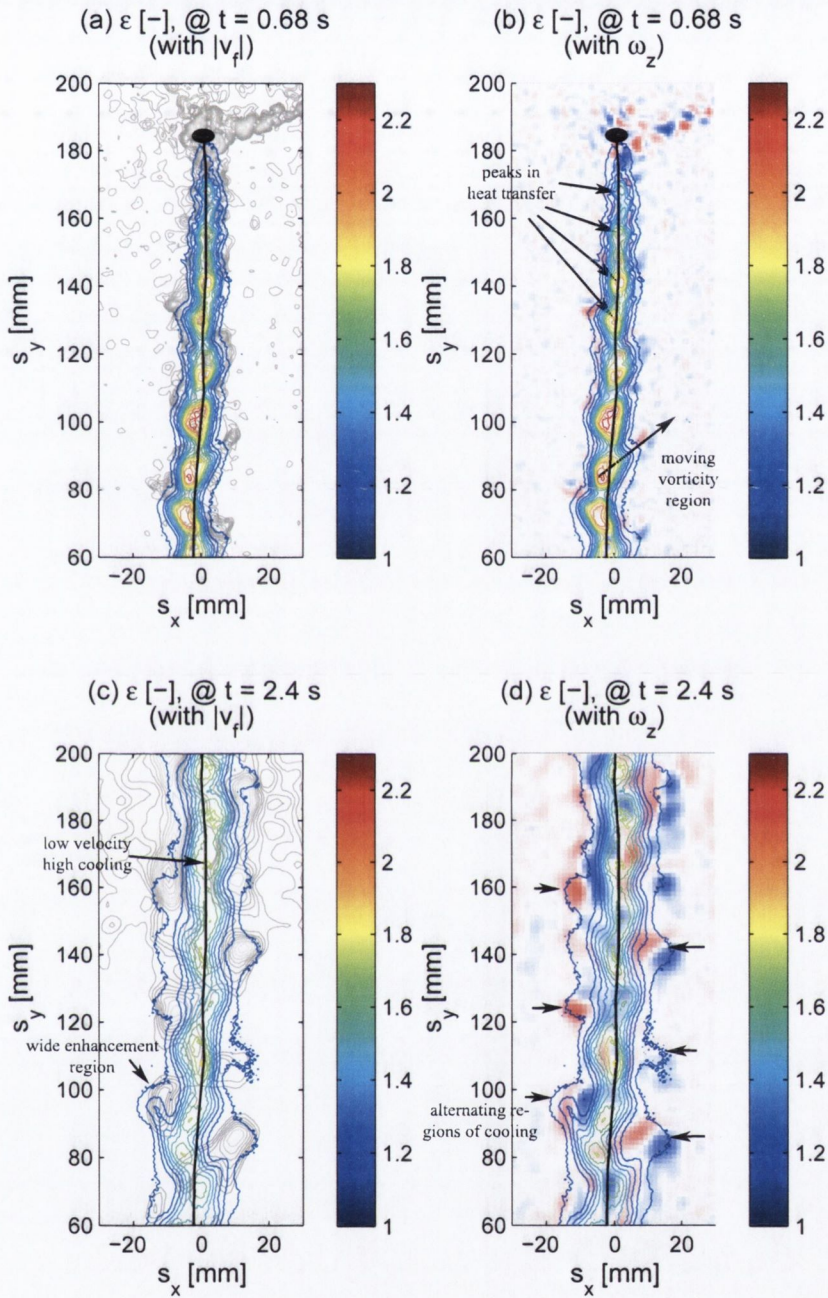 (a) ε [-], @ t = 0.68 s
(with |v_f|)
200
180
160
140
120
100
80
60
s_y [mm]
−20
0
20
s_x [mm]
2.2
2
1.8
1.6
1.4
1.2
1
(b) ε [-], @ t = 0.68 s
(with ω_z)
200
180
160
140
120
100
80
60
s_y [mm]
peaks in
heat transfer
moving
vorticity
region
−20
0
20
s_x [mm]
2.2
2
1.8
1.6
1.4
1.2
1
(c) ε [-], @ t = 2.4 s
(with |v_f|)
200
180
160
140
120
100
80
60
s_y [mm]
low velocity
high cooling
wide enhancement
region
−20
0
20
s_x [mm]
2.2
2
1.8
1.6
1.4
1.2
1
(d) ε [-], @ t = 2.4 s
(with ω_z)
200
180
160
140
120
100
80
60
s_y [mm]
alternating re-
gions of cooling
−20
0
20
s_x [mm]
2.2
2
1.8
1.6
1.4
1.2
1